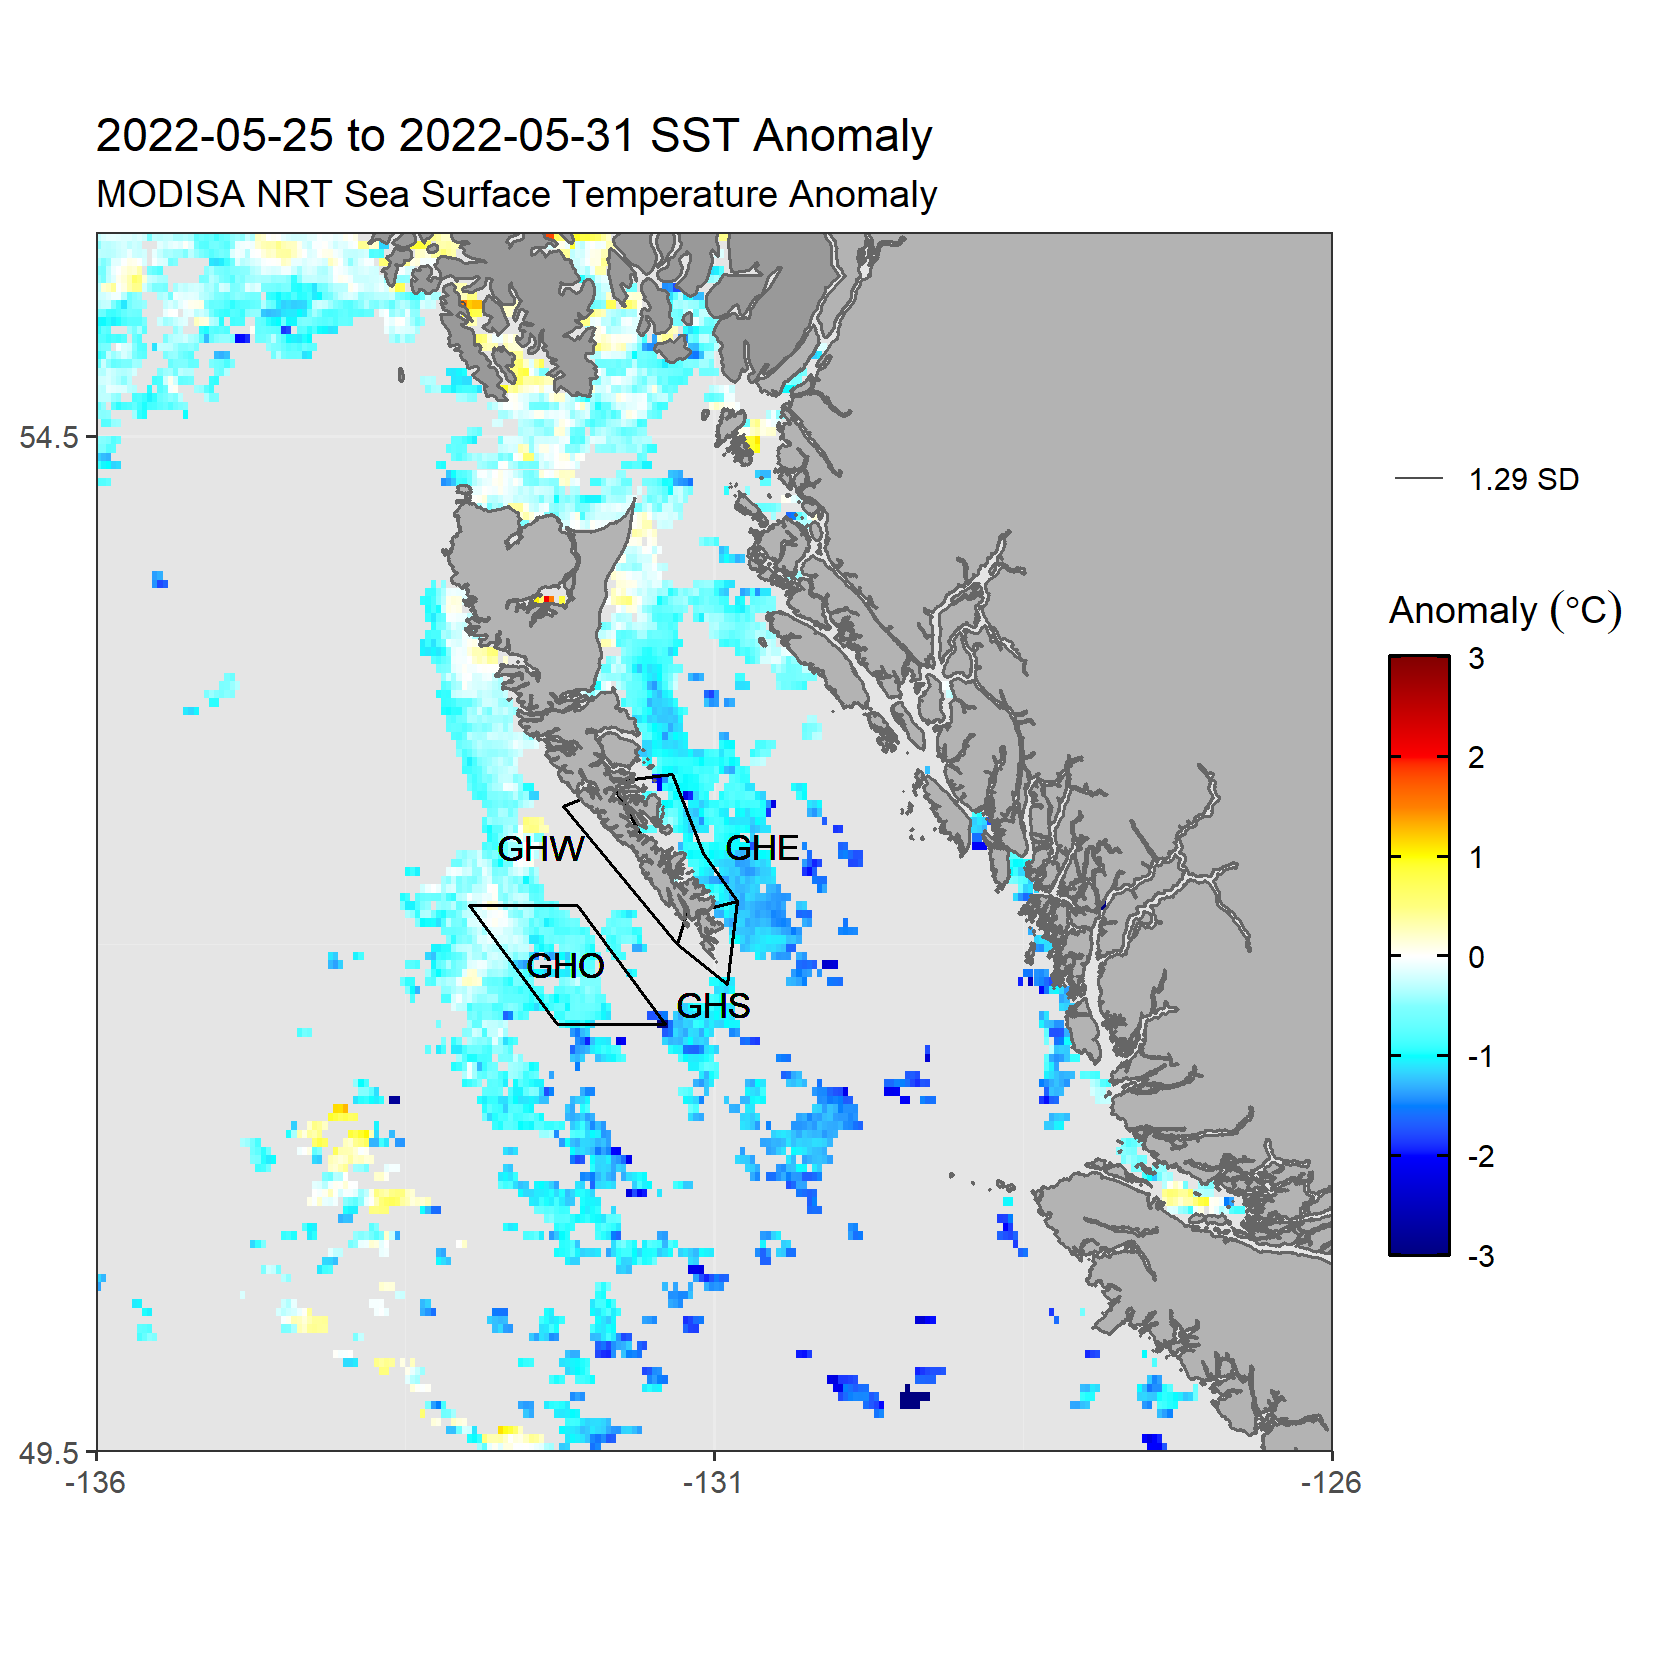 2022-05-25 to 2022-05-31 SST Anomaly
MODISA NRT Sea Surface Temperature Anomaly
54.5
49.5
-136
-131
-126
GHW
GHE
GHO
GHS
1.29 SD
Anomaly (°C)
3
2
1
0
-1
-2
-3